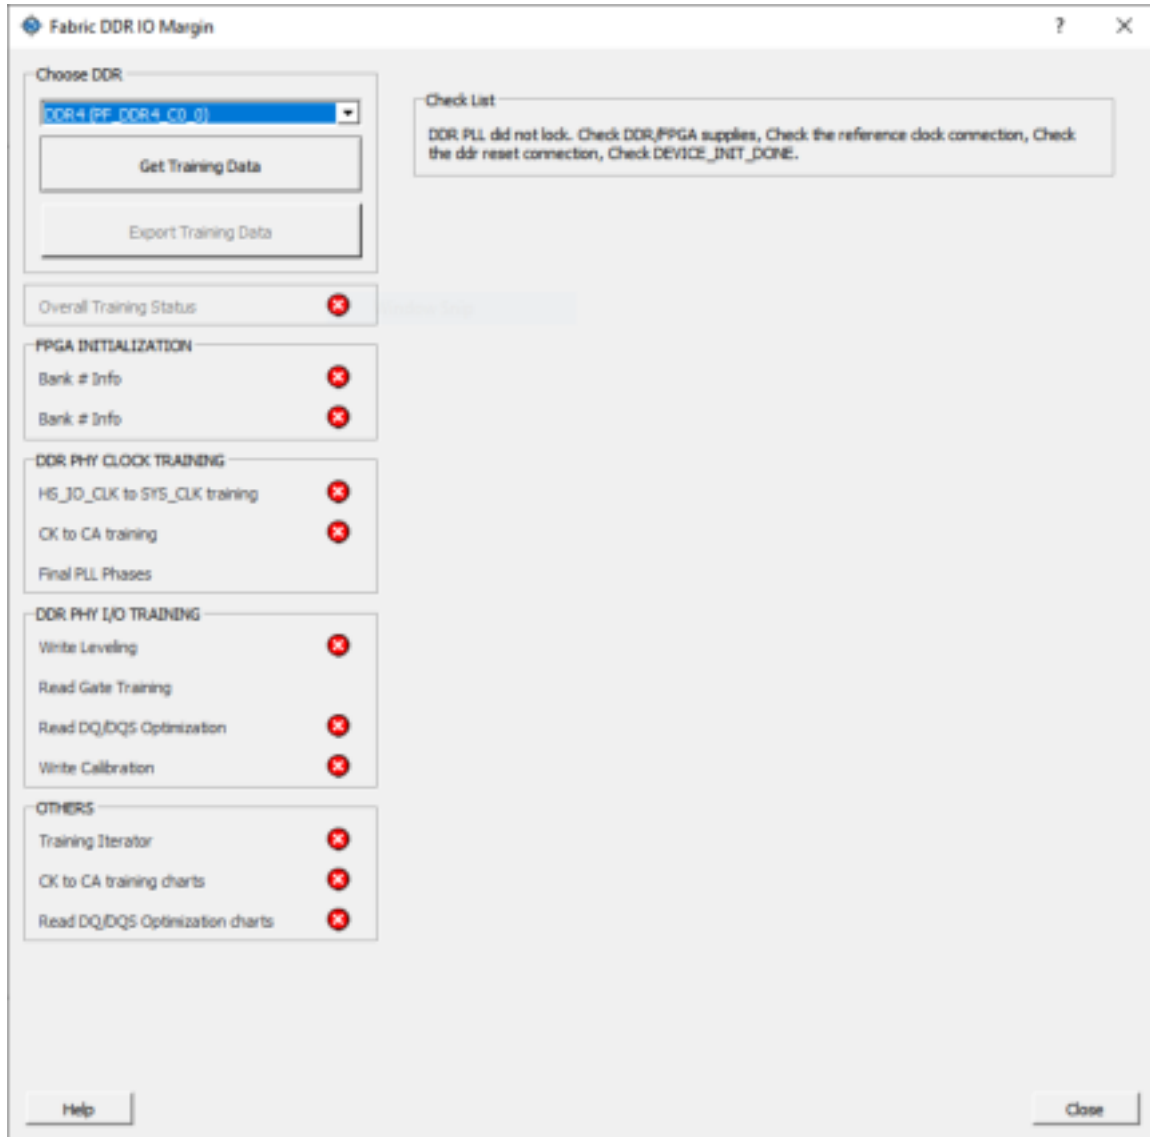 Fabric DDR IO Margin
?
Choose DDR
DDR4 (PF_DDR4_C0_0)
Get Training Data
Export Training Data
Check List
DDR PLL did not lock. Check DDR/FPGA supplies, Check the reference clock connection, Check
the ddr reset connection, Check DEVICE_INIT_DONE.
Overall Training Status
FPGA INITIALIZATION
Bank # Info
Bank # Info
DDR PHY CLOCK TRAINING
HS_IO_CLK to SYS_CLK training
CK to CA training
Final PLL Phases
DDR PHY I/O TRAINING
Write Leveling
Read Gate Training
Read DQ/DQS Optimization
Write Calibration
OTHERS
Training Iterator
CK to CA training charts
Read DQ/DQS Optimization charts
Help
Close